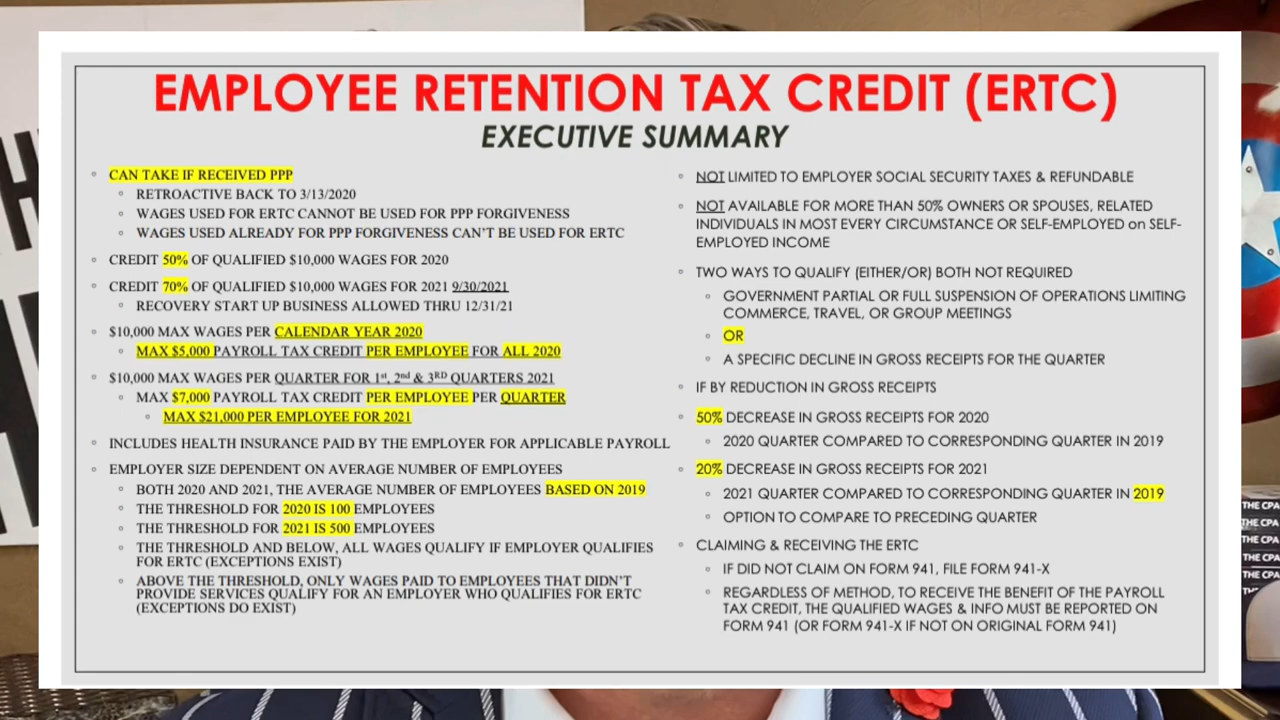 EMPLOYEE RETENTION TAX CREDIT (ERTC)
EXECUTIVE SUMMARY
CAN TAKE IF RECEIVED PPP
RETROACTIVE BACK TO 3/13/2020
WAGES USED FOR ERTC CANNOT BE USED FOR PPP FORGIVENESS
WAGES USED ALREADY FOR PPP FORGIVENESS CAN'T BE USED FOR ERTC
CREDIT 50% OF QUALIFIED $10,000 WAGES FOR 2020
CREDIT 70% OF QUALIFIED $10,000 WAGES FOR 2021 9/30/2021
RECOVERY START UP BUSINESS ALLOWED THRU 12/31/21
$10,000 MAX WAGES PER CALENDAR YEAR 2020
MAX $5,000 PAYROLL TAX CREDIT PER EMPLOYEE FOR ALL 2020
$10,000 MAX WAGES PER QUARTER FOR 1st, 2nd & 3RD QUARTERS 2021
MAX $7,000 PAYROLL TAX CREDIT PER EMPLOYEE PER QUARTER
MAX $21,000 PER EMPLOYEE FOR 2021
INCLUDES HEALTH INSURANCE PAID BY THE EMPLOYER FOR APPLICABLE PAYROLL
EMPLOYER SIZE DEPENDENT ON AVERAGE NUMBER OF EMPLOYEES
BOTH 2020 AND 2021, THE AVERAGE NUMBER OF EMPLOYEES BASED ON 2019
THE THRESHOLD FOR 2020 IS 100 EMPLOYEES
THE THRESHOLD FOR 2021 IS 500 EMPLOYEES
THE THRESHOLD AND BELOW, ALL WAGES QUALIFY IF EMPLOYER QUALIFIES
FOR ERTC (EXCEPTIONS EXIST)
ABOVE THE THRESHOLD, ONLY WAGES PAID TO EMPLOYEES THAT DIDN'T
PROVIDE SERVICES QUALIFY FOR AN EMPLOYER WHO QUALIFIES FOR ERTC
(EXCEPTIONS DO EXIST)
NOT LIMITED TO EMPLOYER SOCIAL SECURITY TAXES & REFUNDABLE
NOT AVAILABLE FOR MORE THAN 50% OWNERS OR SPOUSES, RELATED
INDIVIDUALS IN MOST EVERY CIRCUMSTANCE OR SELF-EMPLOYED on SELF-
EMPLOYED INCOME
TWO WAYS TO QUALIFY (EITHER/OR) BOTH NOT REQUIRED
GOVERNMENT PARTIAL OR FULL SUSPENSION OF OPERATIONS LIMITING
COMMERCE, TRAVEL, OR GROUP MEETINGS
OR
A SPECIFIC DECLINE IN GROSS RECEIPTS FOR THE QUARTER
IF BY REDUCTION IN GROSS RECEIPTS
50% DECREASE IN GROSS RECEIPTS FOR 2020
2020 QUARTER COMPARED TO CORRESPONDING QUARTER IN 2019
20% DECREASE IN GROSS RECEIPTS FOR 2021
2021 QUARTER COMPARED TO CORRESPONDING QUARTER IN 2019
OPTION TO COMPARE TO PRECEDING QUARTER
CLAIMING & RECEIVING THE ERTC
IF DID NOT CLAIM ON FORM 941, FILE FORM 941-X
REGARDLESS OF METHOD, TO RECEIVE THE BENEFIT OF THE PAYROLL
TAX CREDIT, THE QUALIFIED WAGES & INFO MUST BE REPORTED ON
FORM 941 (OR FORM 941-X IF NOT ON ORIGINAL FORM 941)
THE CPA
THE CPA
THE CPA
THE CPA
THE CPA